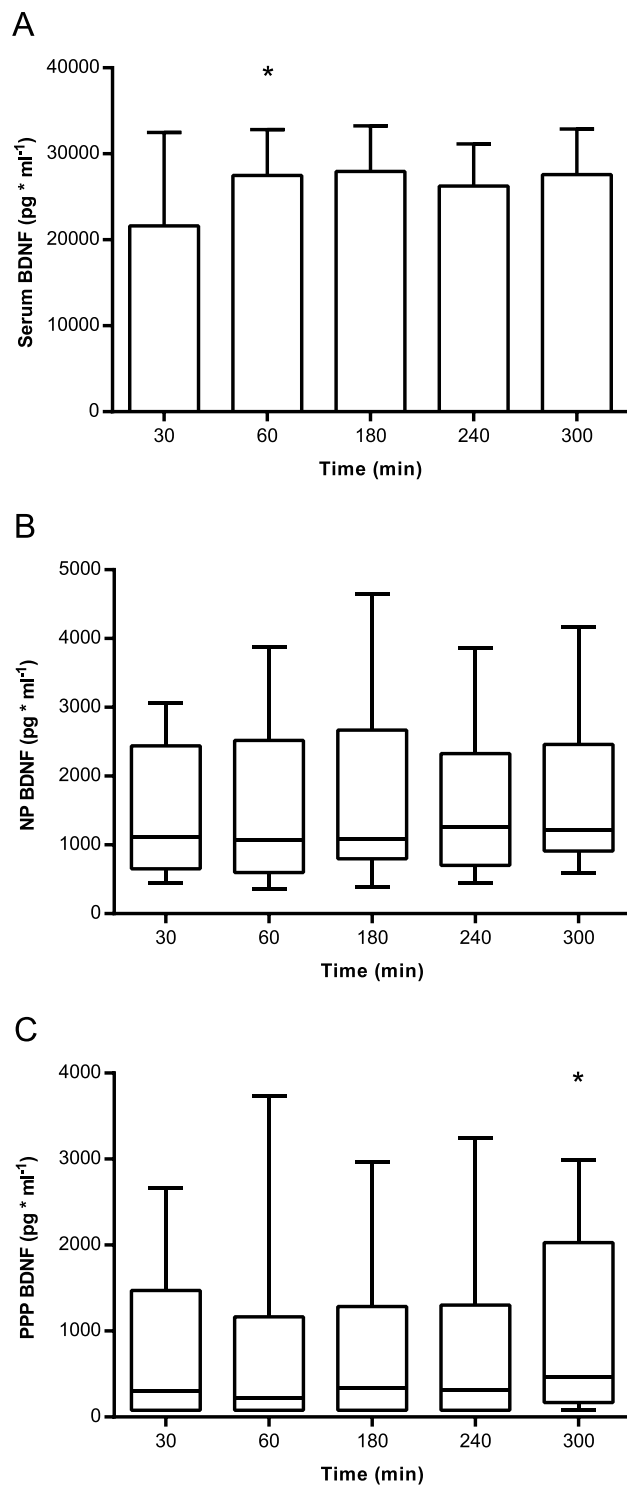 A
*
40000
30000
20000
10000
0
Serum BDNF (pg * ml-1)
30 60 180 240 300
Time (min)
B
5000
4000
3000
2000
1000
0
NP BDNF (pg * ml-1)
30 60 180 240 300
Time (min)
C
*
4000
3000
2000
1000
0
PPP BDNF (pg * ml-1)
30 60 180 240 300
Time (min)